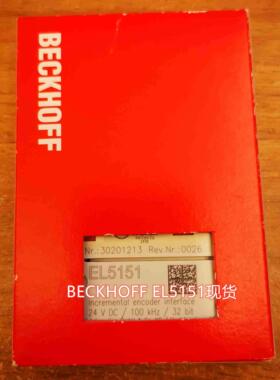 BECKHOFF
Nr.:30201213 Rev.Nr.:0026
EL5151
BECKHOFF EL5151现货
Incremental encoder interface
24 V DC / 100 kHz / 32 bit